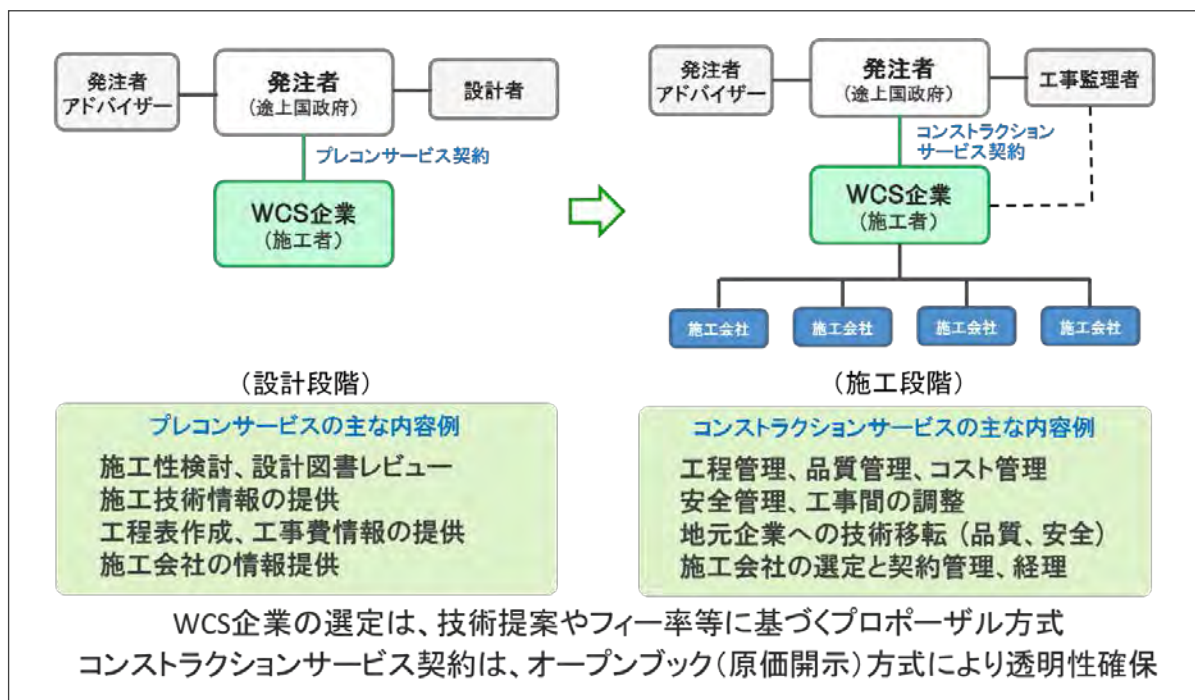 発注者
アドバイザー
発注者
(途上国政府)
設計者
プレコンサービス契約
WCS企業
(施工者)
発注者
アドバイザー
発注者
(途上国政府)
工事監理者
コンストラクション
サービス契約
WCS企業
(施工者)
施工会社
施工会社
施工会社
施工会社
(設計段階)
プレコンサービスの主な内容例
施工性検討、設計図書レビュー
施工技術情報の提供
工程表作成、工事費情報の提供
施工会社の情報提供
(施工段階)
コンストラクションサービスの主な内容例
工程管理、品質管理、コスト管理
安全管理、工事間の調整
地元企業への技術移転(品質、安全)
施工会社の選定と契約管理、経理
WCS企業の選定は、技術提案やフィー率等に基づくプロポーザル方式
コンストラクションサービス契約は、オープンブック(原価開示)方式により透明性確保